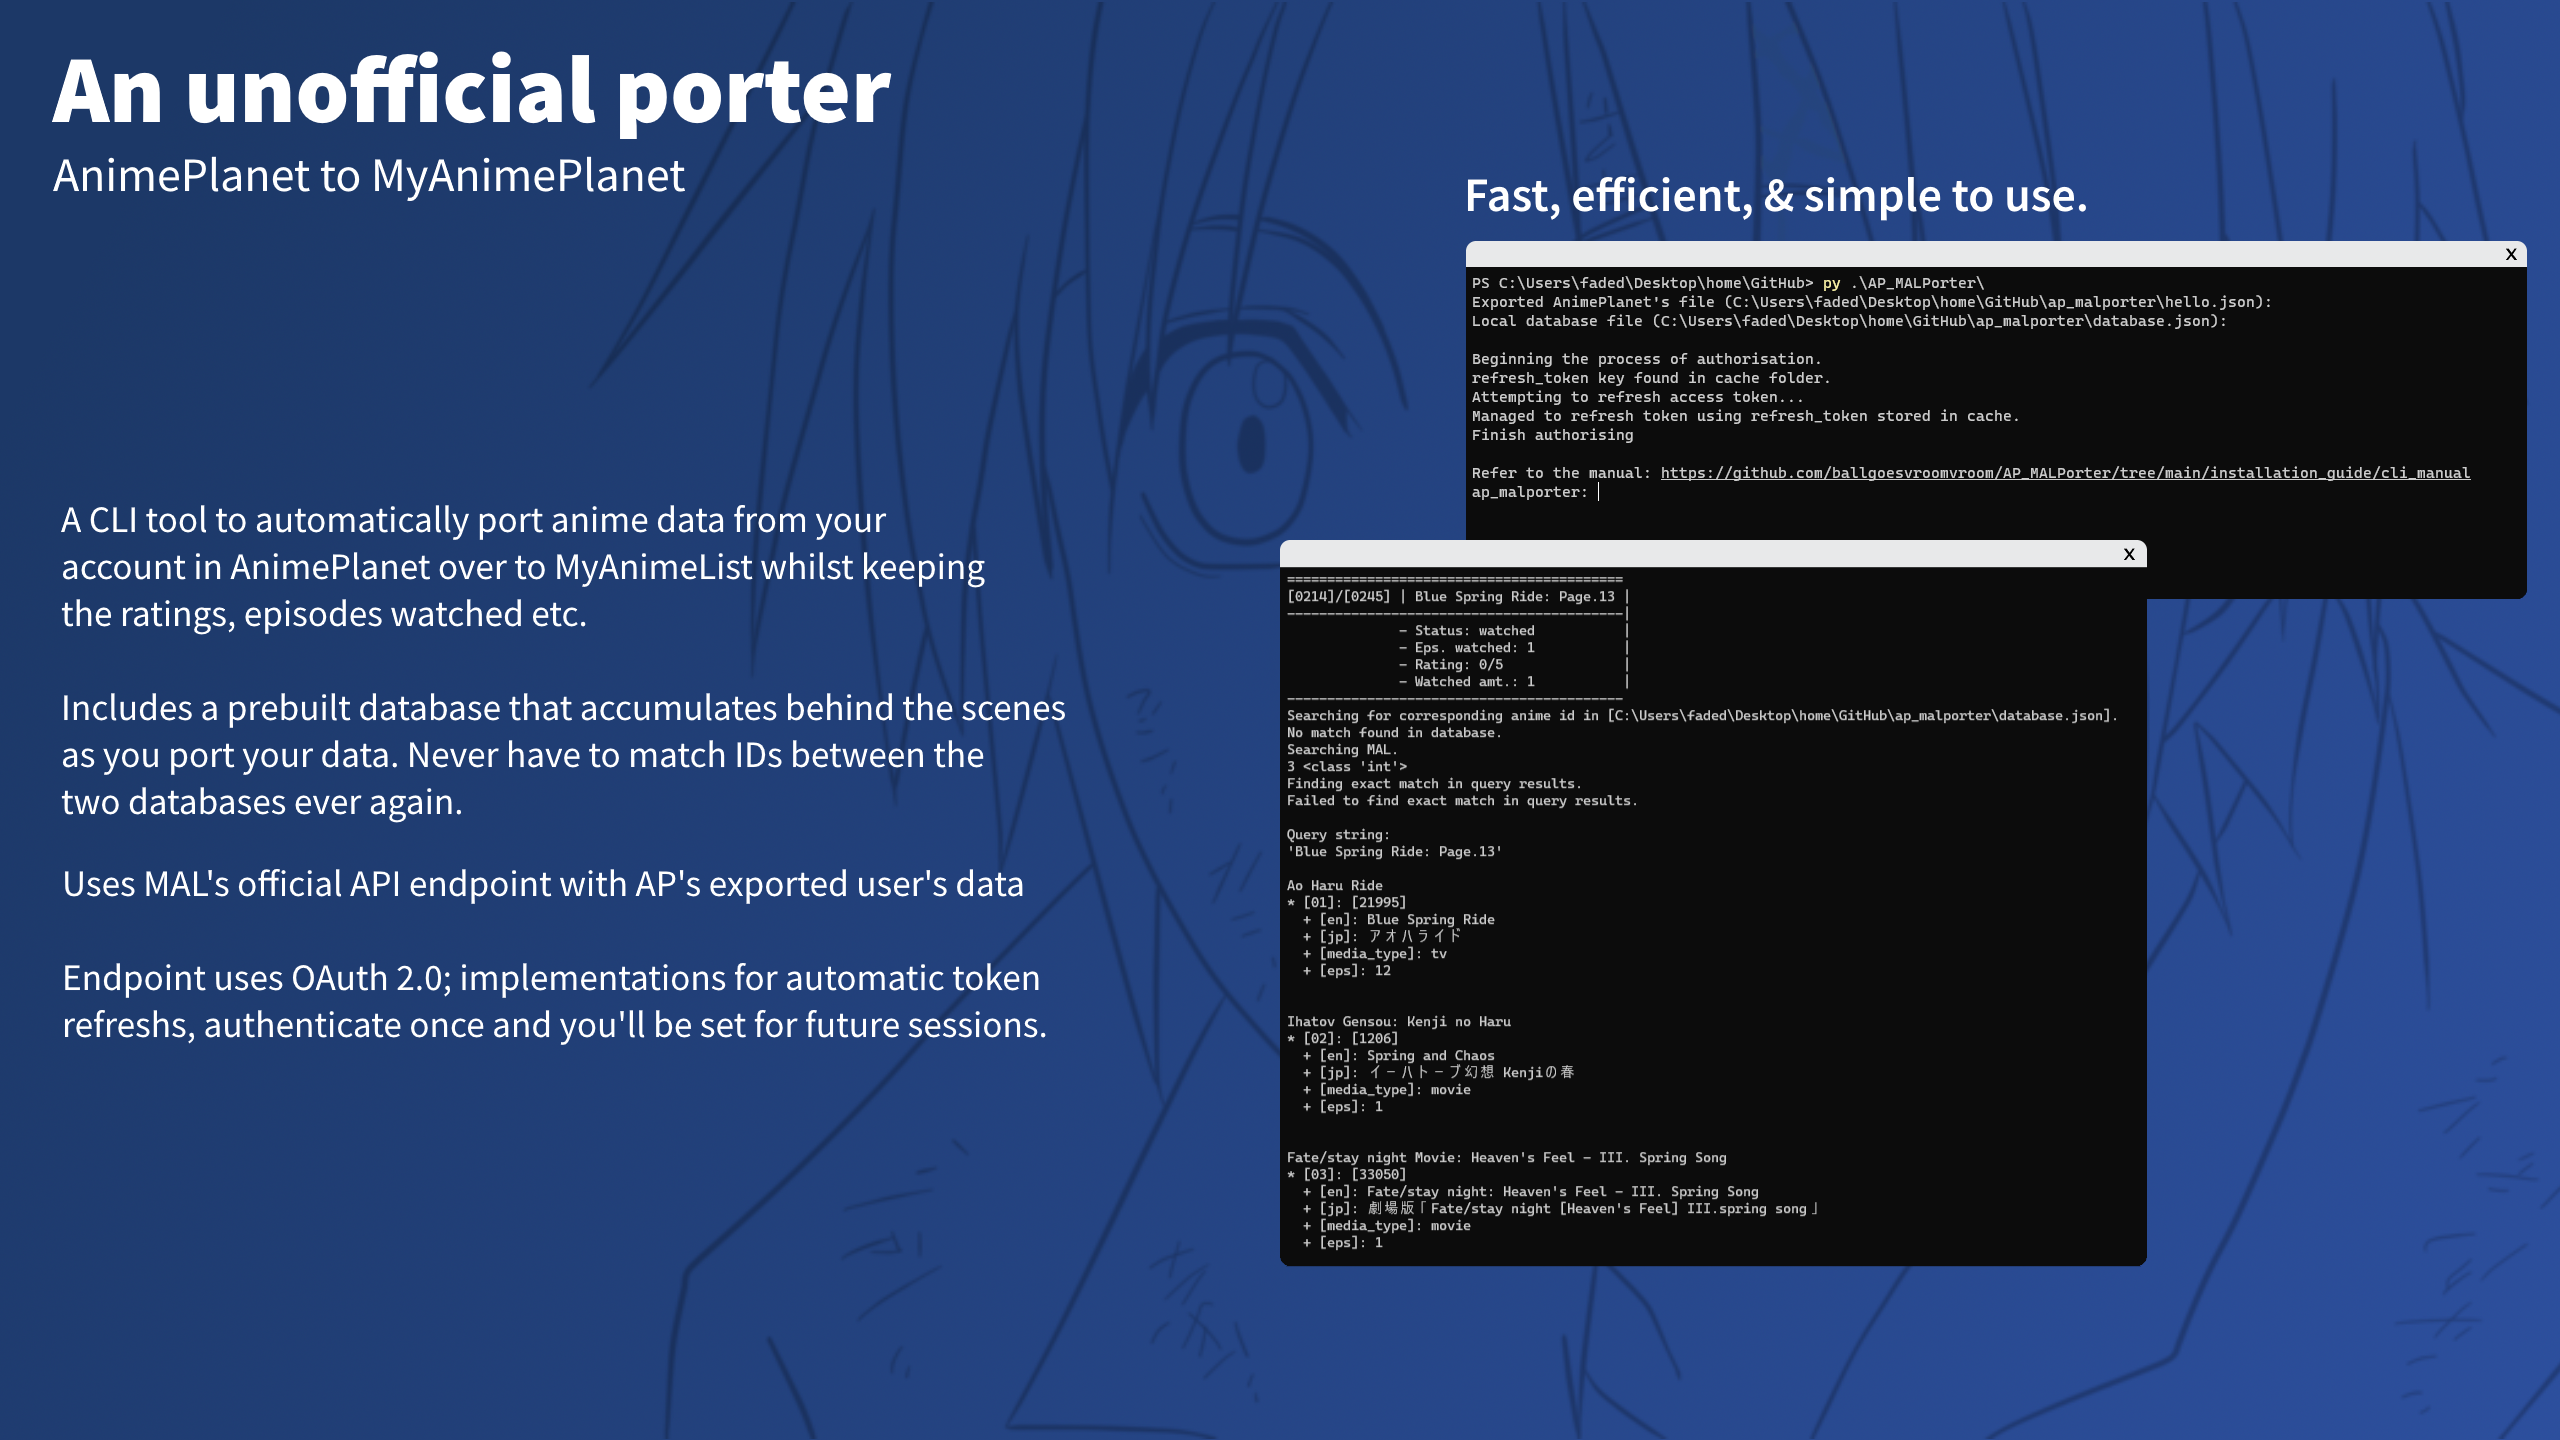 An unofficial porter
AnimePlanet to MyAnimePlanet
A CLI tool to automatically port anime data from your
account in AnimePlanet over to MyAnimeList whilst keeping
the ratings, episodes watched etc.
Includes a prebuilt database that accumulates behind the scenes
as you port your data. Never have to match IDs between the
two databases ever again.
Uses MAL's official API endpoint with AP's exported user's data
Endpoint uses OAuth 2.0; implementations for automatic token
refreshs, authenticate once and you'll be set for future sessions.
Fast, efficient, & simple to use.
X
PS C:\Users\faded\Desktop\home\GitHub> py .\AP_MALPorter\
Exported AnimePlanet's file (C:\Users\faded\Desktop\home\GitHub\ap_malporter\hello.json):
Local database file (C:\Users\faded\Desktop\home\GitHub\ap_malporter\database.json):
Beginning the process of authorisation.
refresh_token key found in cache folder.
Attempting to refresh access token...
Managed to refresh token using refresh_token stored in cache.
Finish authorising
Refer to the manual: https://github.com/ballgoesvroomvroom/AP_MALPorter/tree/main/installation_guide/cli_manual
ap_malporter:
X
==========================================
[0214]/[0245] | Blue Spring Ride: Page.13 |
------------------------------------------|
- Status: watched |
- Eps. watched: 1 |
- Rating: 0/5 |
- Watched amt.: 1 |
------------------------------------------
Searching for corresponding anime id in [C:\Users\faded\Desktop\home\GitHub\ap_malporter\database.json].
No match found in database.
Searching MAL.
3 <class 'int'>
Finding exact match in query results.
Failed to find exact match in query results.
Query string:
'Blue Spring Ride: Page.13'
Ao Haru Ride
* [01]: [21995]
+ [en]: Blue Spring Ride
+ [jp]: アオハライド
+ [media_type]: tv
+ [eps]: 12
Ihatov Gensou: Kenji no Haru
* [02]: [1206]
+ [en]: Spring and Chaos
+ [jp]: イーハトーブ幻想 Kenjiの春
+ [media_type]: movie
+ [eps]: 1
Fate/stay night Movie: Heaven's Feel - III. Spring Song
* [03]: [33050]
+ [en]: Fate/stay night: Heaven's Feel - III. Spring Song
+ [jp]: 劇場版「Fate/stay night [Heaven's Feel] III.spring song」
+ [media_type]: movie
+ [eps]: 1